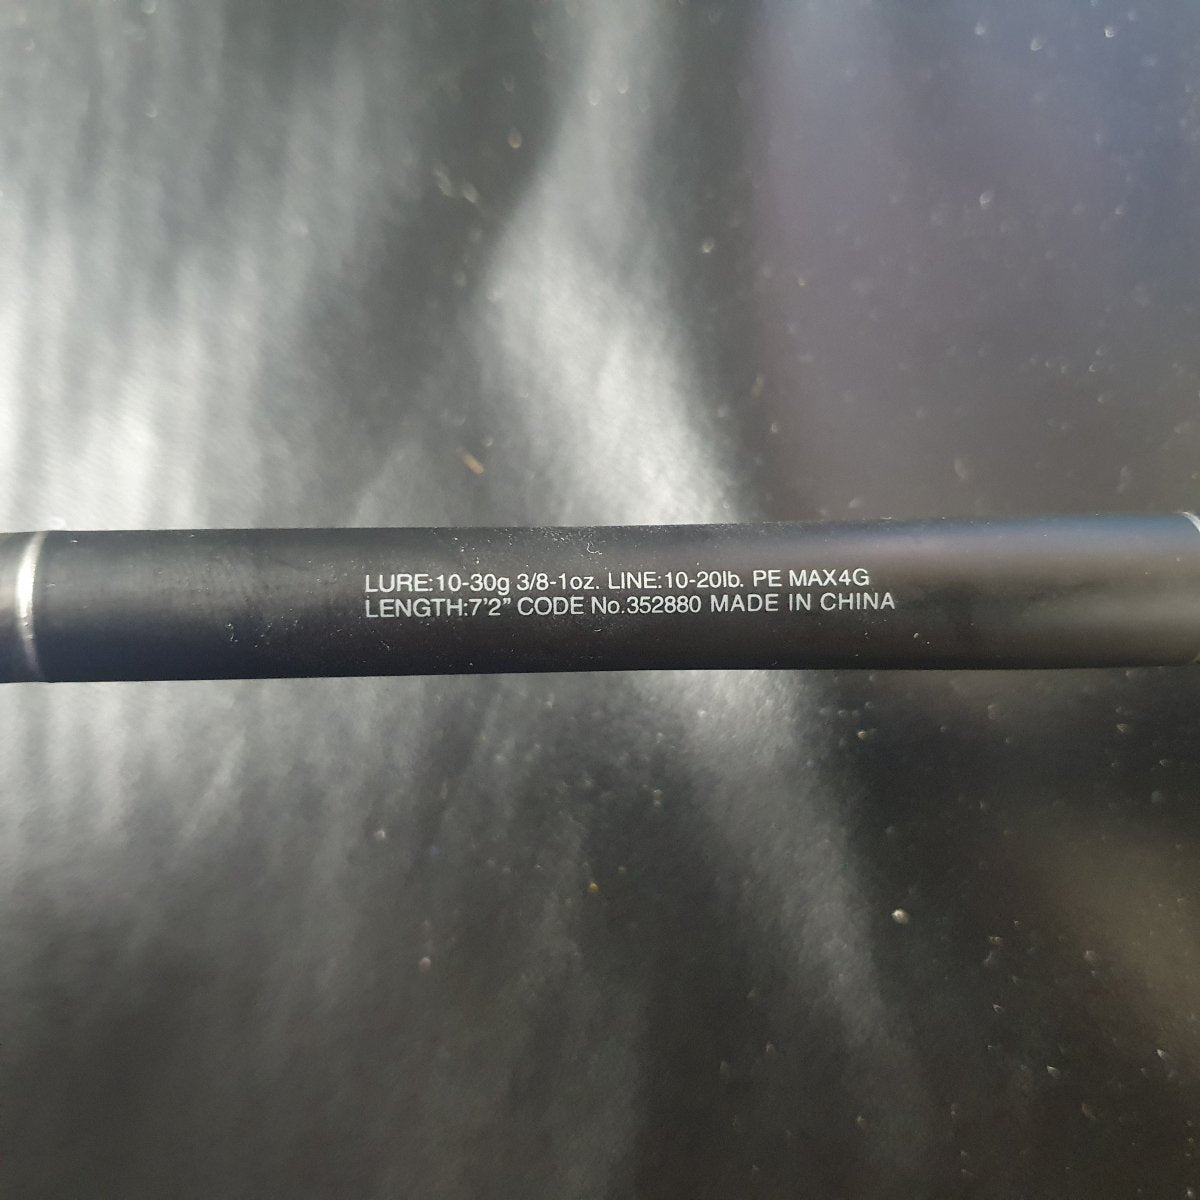 LURE:10-30g 3/8-1oz. LINE:10-20lb. PE MAX4G
LENGTH:7'2” CODE No.352880 MADE IN CHINA